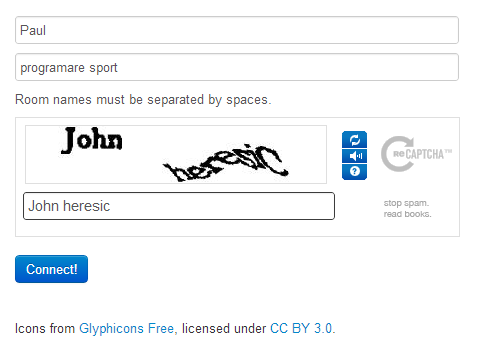 Paul
programare sport
Room names must be separated by spaces.
John
reCAPTCHA™
John heresic
stop spam.
read books.
Connect!
Icons from Glyphicons Free, licensed under CC BY 3.0.